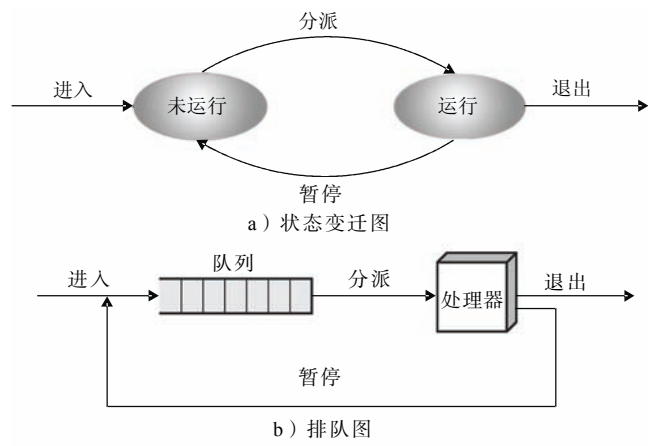 分派
进入
未运行
运行
退出
暂停
a）状态变迁图
队列
进入
分派
处理器
退出
暂停
b）排队图